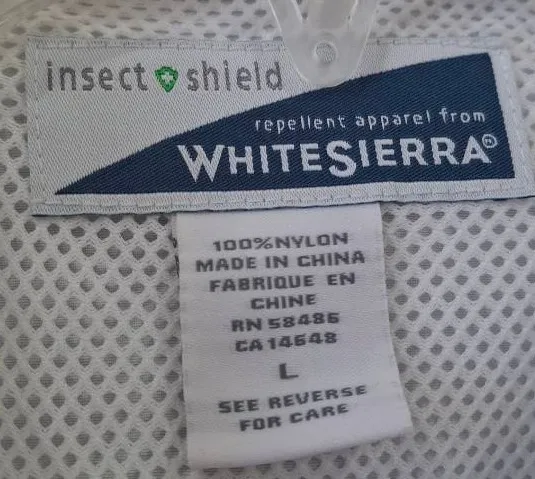 insect shield
repellent apparel from
WHITESIERRA®
100%NYLON
MADE IN CHINA
FABRIQUE EN
CHINE
RN 58486
CA 14648
L
SEE REVERSE
FOR CARE